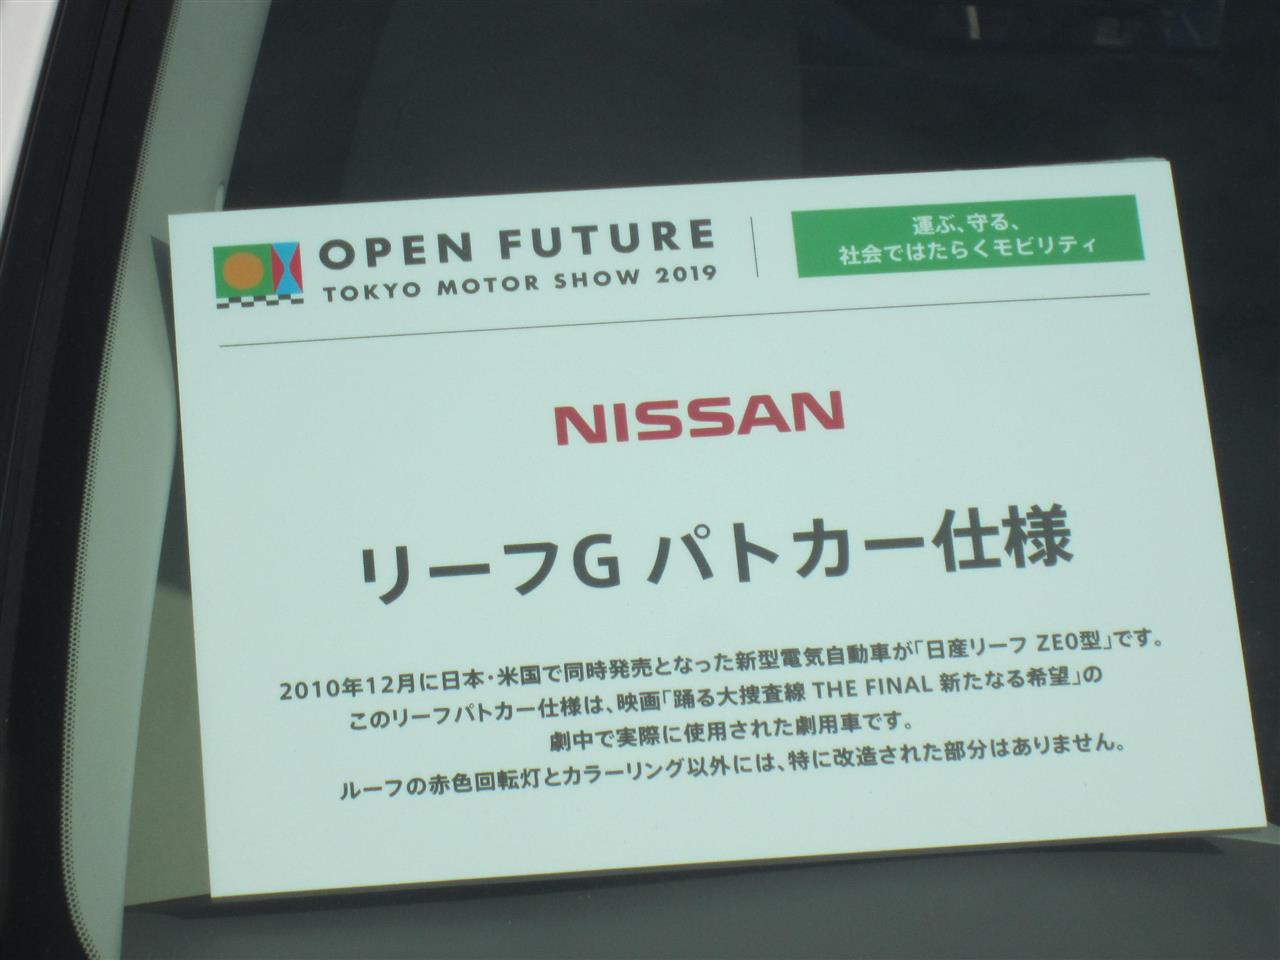 OPEN FUTURE
TOKYO MOTOR SHOW 2019
運ぶ、守る、
社会ではたらくモビリティ
NISSAN
リーフG パトカー仕様
2010年12月に日本・米国で同時発売となった新型電気自動車が「日産リーフ ZE0型」です。
このリーフパトカー仕様は、映画「踊る大捜査線 THE FINAL 新たなる希望」の
劇中で実際に使用された劇用車です。
ルーフの赤色回転灯とカラーリング以外には、特に改造された部分はありません。